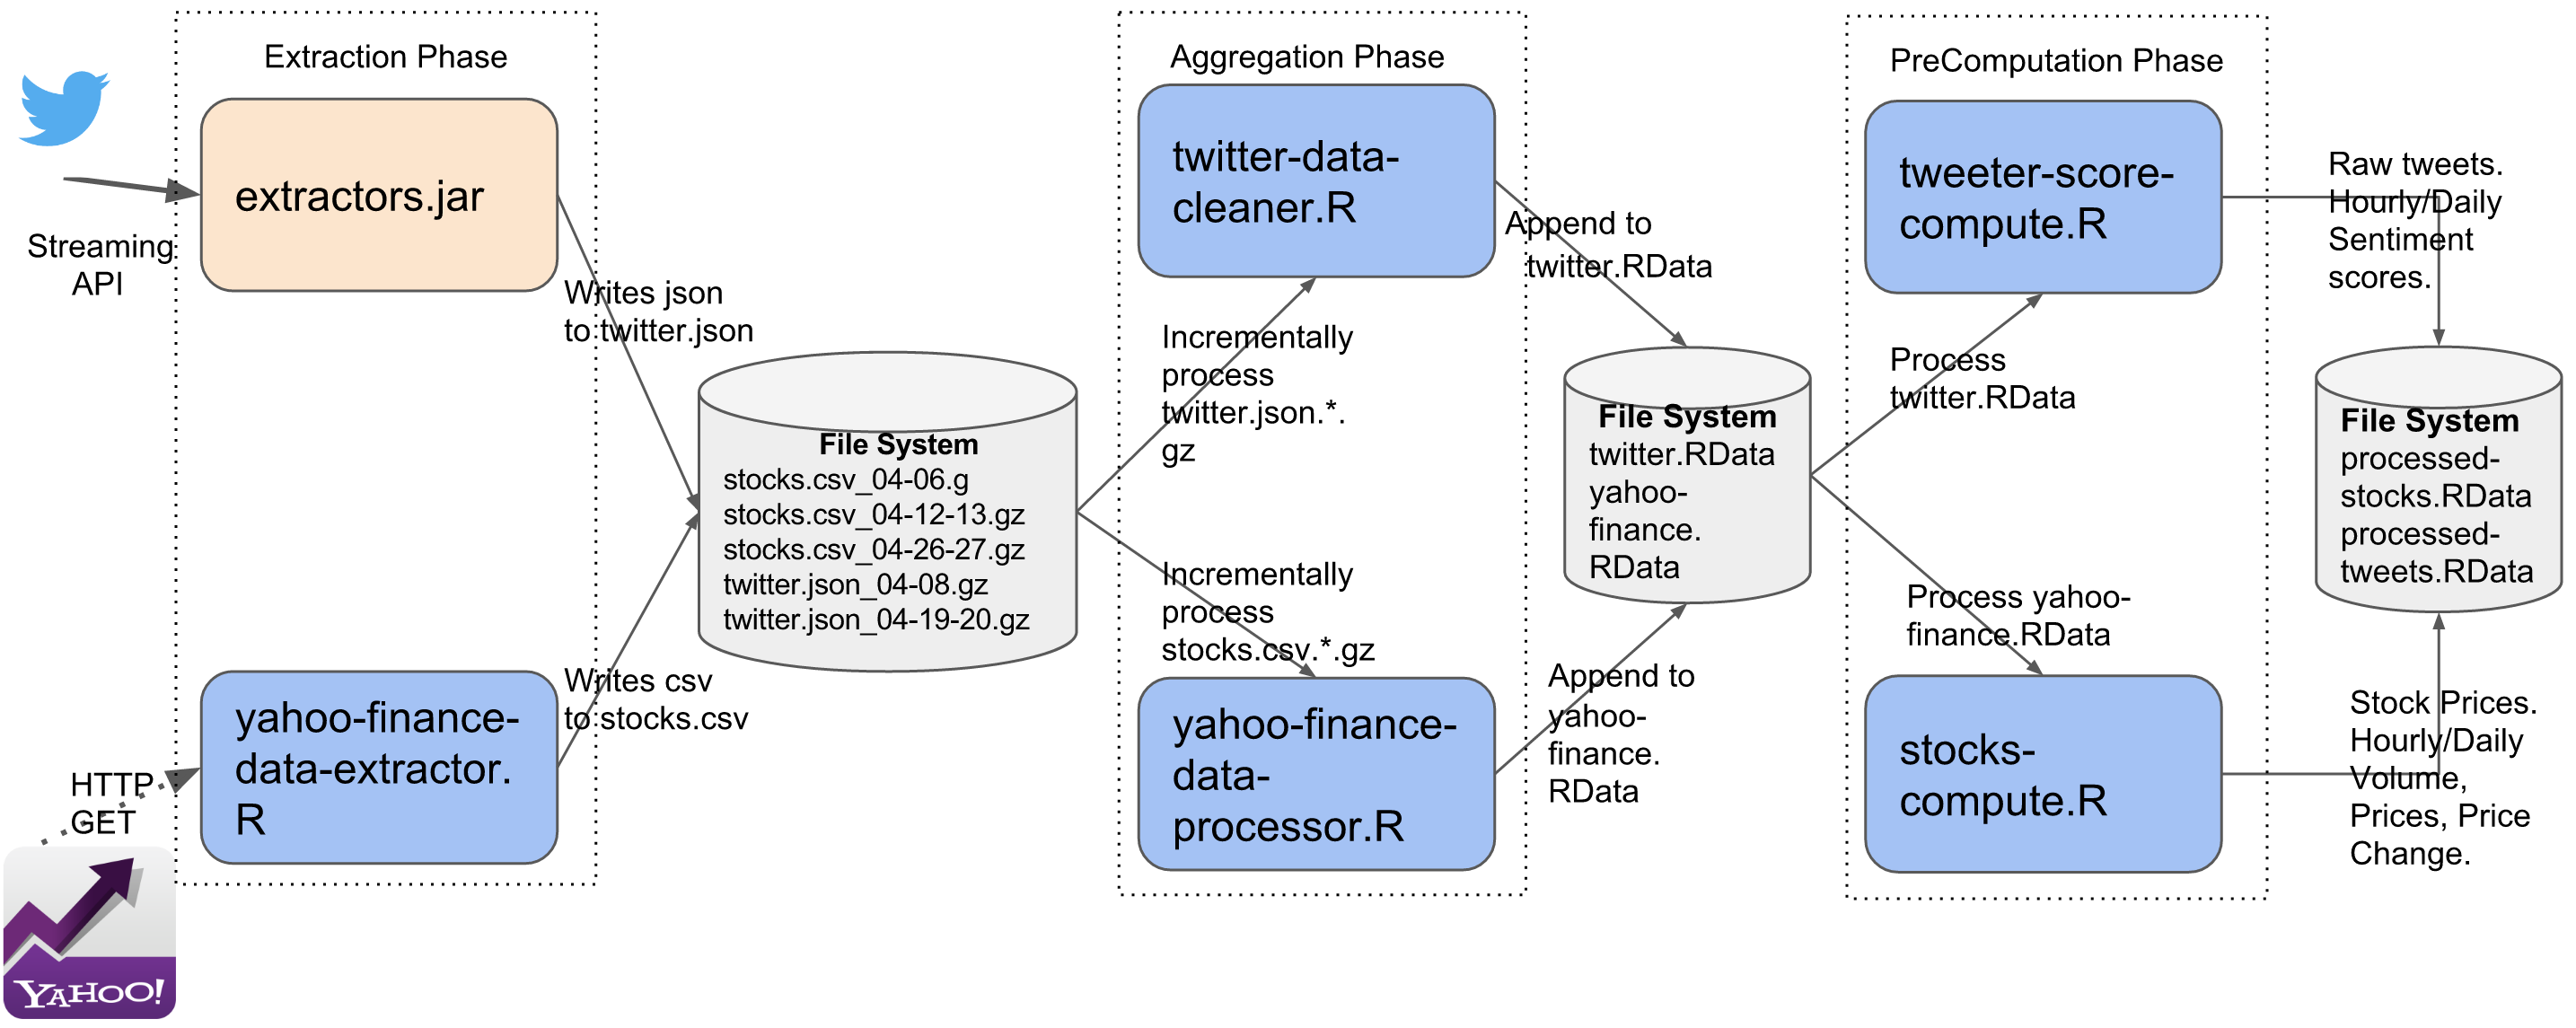 Extraction Phase
extractors.jar
Streaming
API
Writes json
to twitter.json
yahoo-finance-
data-extractor.
R
HTTP
GET
YAHOO!
Writes csv
to stocks.csv
File System
stocks.csv_04-06.g
stocks.csv_04-12-13.gz
stocks.csv_04-26-27.gz
twitter.json_04-08.gz
twitter.json_04-19-20.gz
Aggregation Phase
twitter-data-
cleaner.R
Incrementally
process
twitter.json.*.
gz
Incrementally
process
stocks.csv.*.gz
yahoo-finance-
data-
processor.R
Append to
twitter.RData
Append to
yahoo-
finance.
RData
File System
twitter.RData
yahoo-
finance.
RData
PreComputation Phase
tweeter-score-
compute.R
Process
twitter.RData
Process yahoo-
finance.RData
stocks-
compute.R
Raw tweets.
Hourly/Daily
Sentiment
scores.
File System
processed-
stocks.RData
processed-
tweets.RData
Stock Prices.
Hourly/Daily
Volume,
Prices, Price
Change.